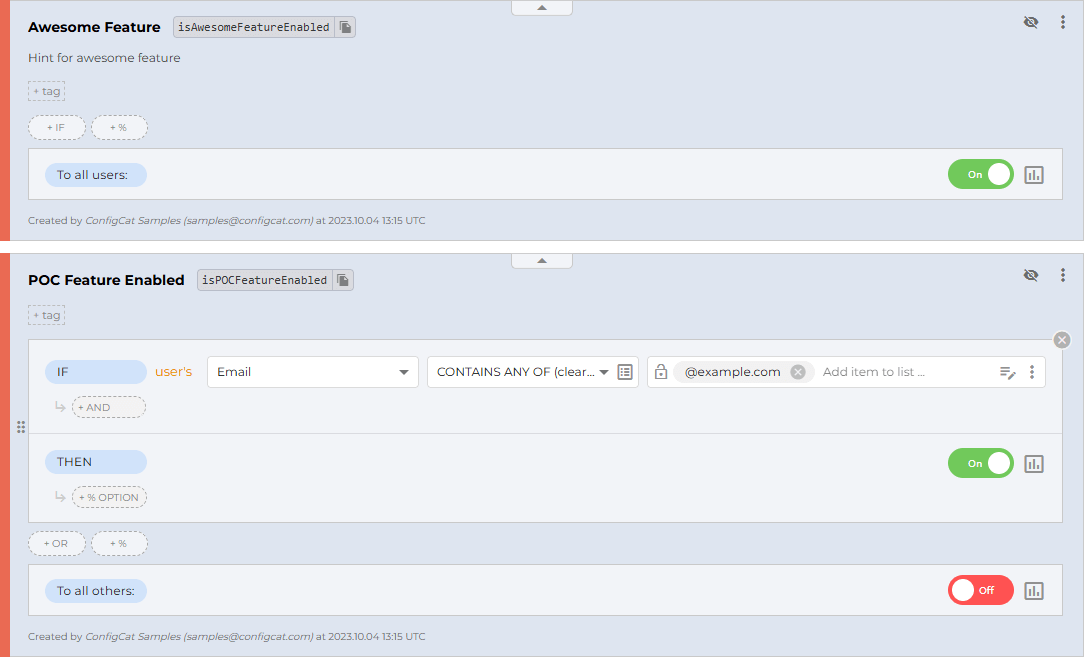 Awesome Feature isAwesomeFeatureEnabled
Hint for awesome feature
+ tag
+ IF + %
To all users: On
Created by ConfigCat Samples (samples@configcat.com) at 2023.10.04 13:15 UTC
POC Feature Enabled isPOCFeatureEnabled
+ tag
IF user's Email CONTAINS ANY OF (clear... @example.com Add item to list ...
+ AND
THEN On
+ % OPTION
+ OR + %
To all others: Off
Created by ConfigCat Samples (samples@configcat.com) at 2023.10.04 13:15 UTC